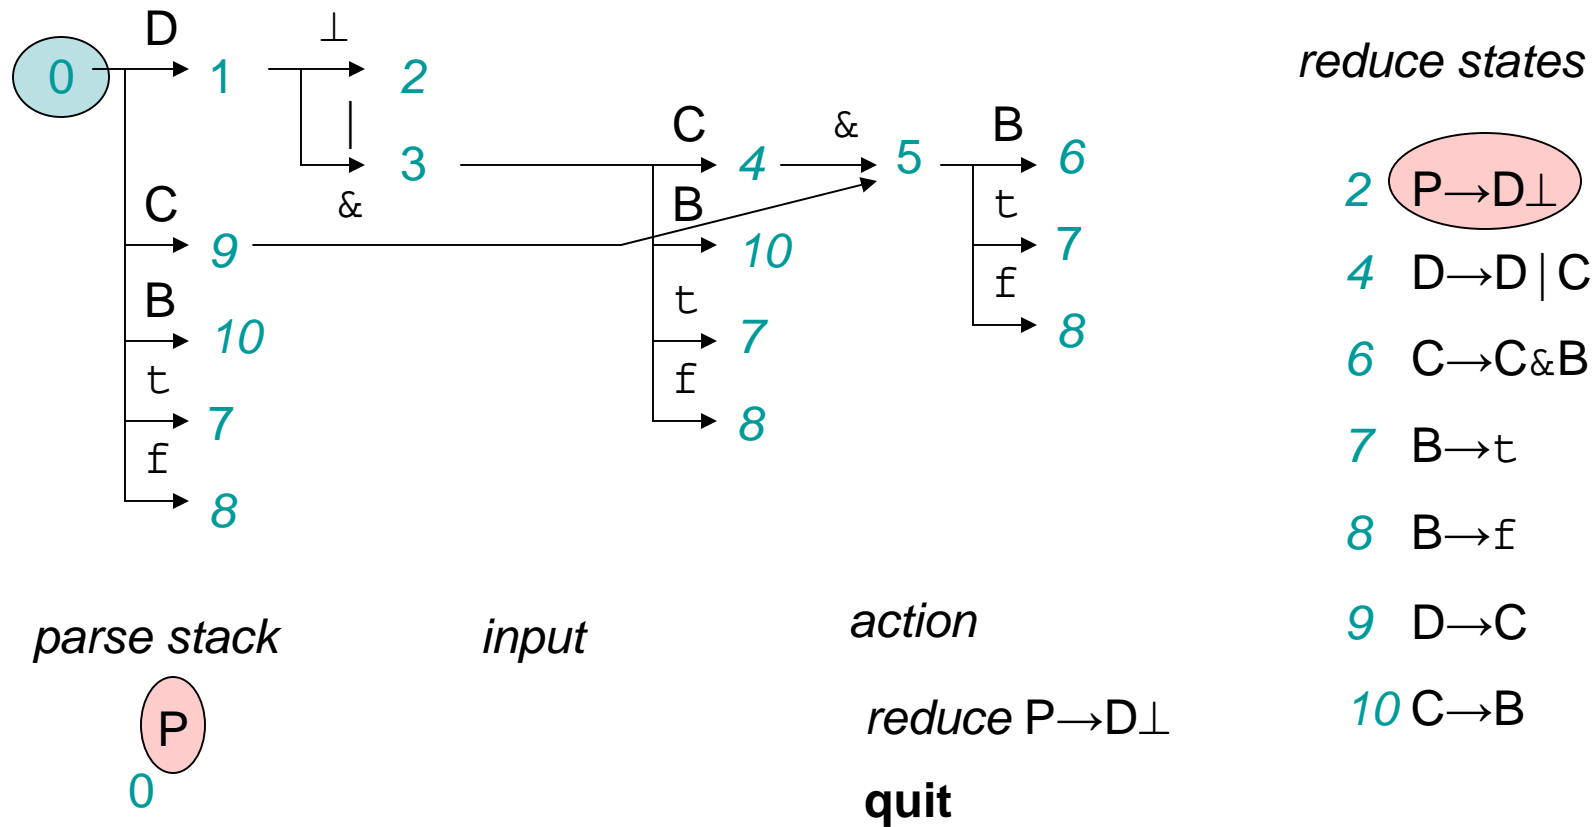 D ⊥
0 1 2
reduce states
|
C & B
3 4 5 6
&
2 P→D⊥
C B t
9 10 7
4 D→D|C
B t f
10 7 8
6 C→C&B
t f
7 8
7 B→t
f
8
8 B→f
parse stack input action
9 D→C
P reduce P→D⊥
10 C→B
0 quit